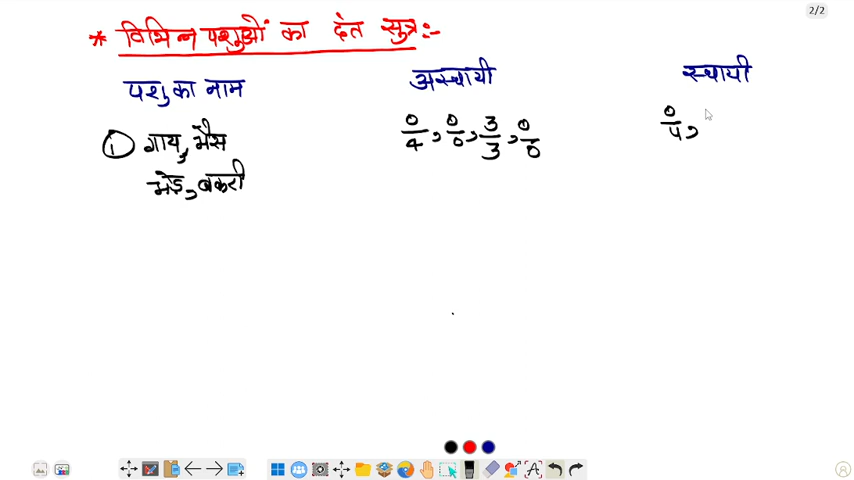 2/2
* विभिन्न पशुओं का दंत सुत्र :-
पशु का नाम अस्थायी स्थायी
① गाय, भैंस 0/4, 0/0, 3/3, 0/0 0/4,
भेड़, बकरी